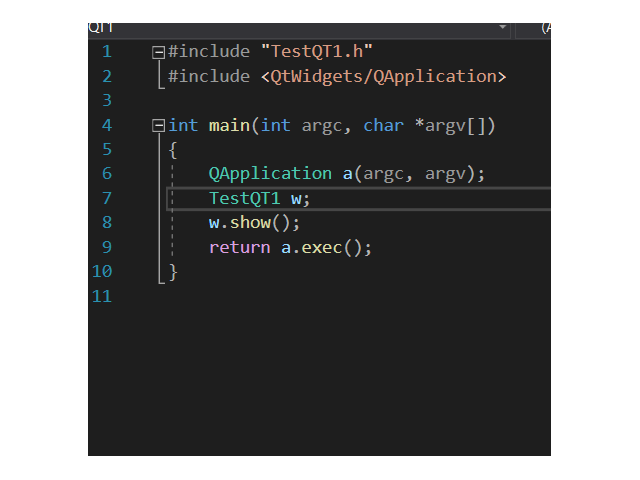 QT1
(A
1 #include "TestQT1.h"
2 #include <QtWidgets/QApplication>
3
4 int main(int argc, char *argv[])
5 {
6 QApplication a(argc, argv);
7 TestQT1 w;
8 w.show();
9 return a.exec();
10 }
11